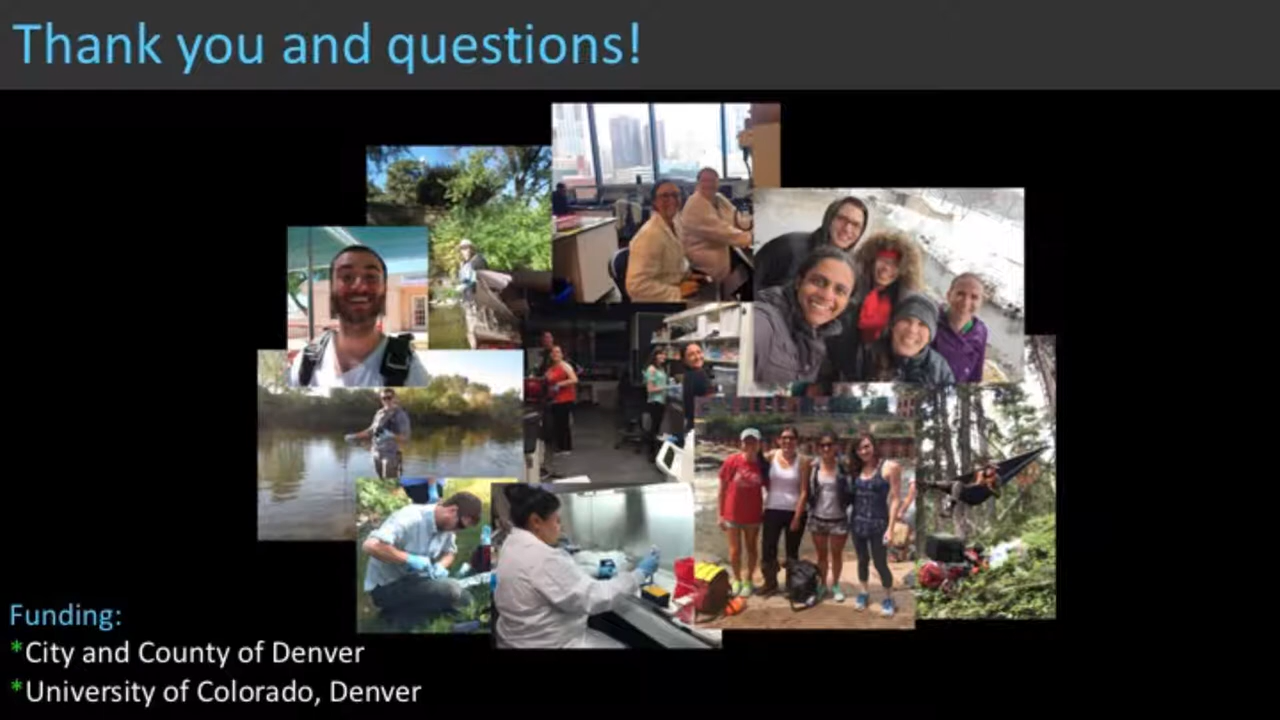 Thank you and questions!
Funding:
*City and County of Denver
*University of Colorado, Denver